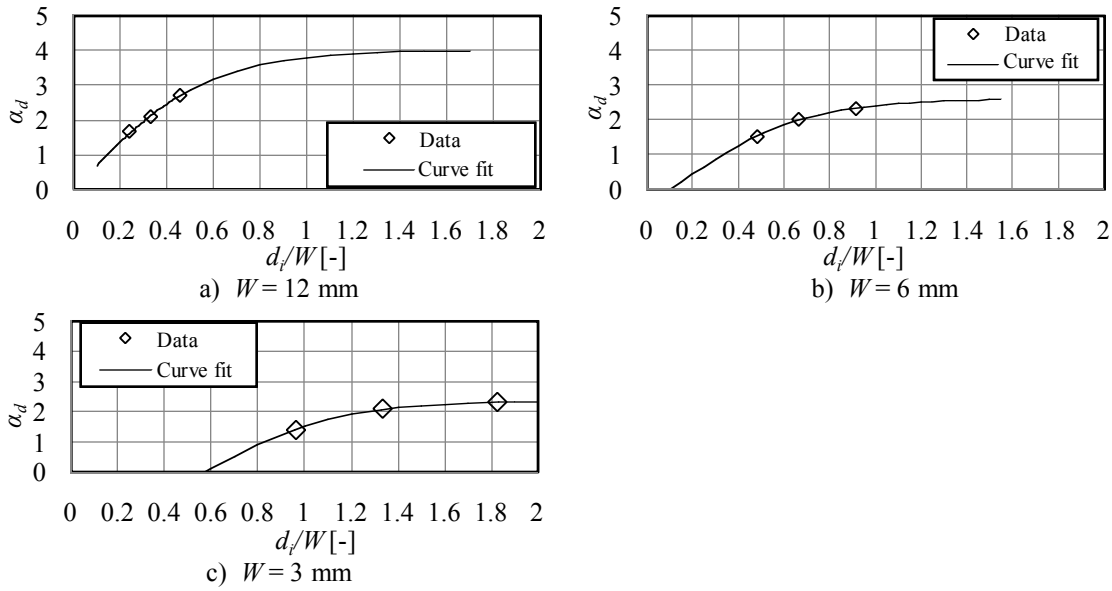 5
4
3
2
1
0
α_d
Data
Curve fit
0 0.2 0.4 0.6 0.8 1 1.2 1.4 1.6 1.8 2
d_i/W [-]
a) W = 12 mm
5
4
3
2
1
0
α_d
Data
Curve fit
0 0.2 0.4 0.6 0.8 1 1.2 1.4 1.6 1.8 2
d_i/W [-]
b) W = 6 mm
5
4
3
2
1
0
α_d
Data
Curve fit
0 0.2 0.4 0.6 0.8 1 1.2 1.4 1.6 1.8 2
d_i/W [-]
c) W = 3 mm